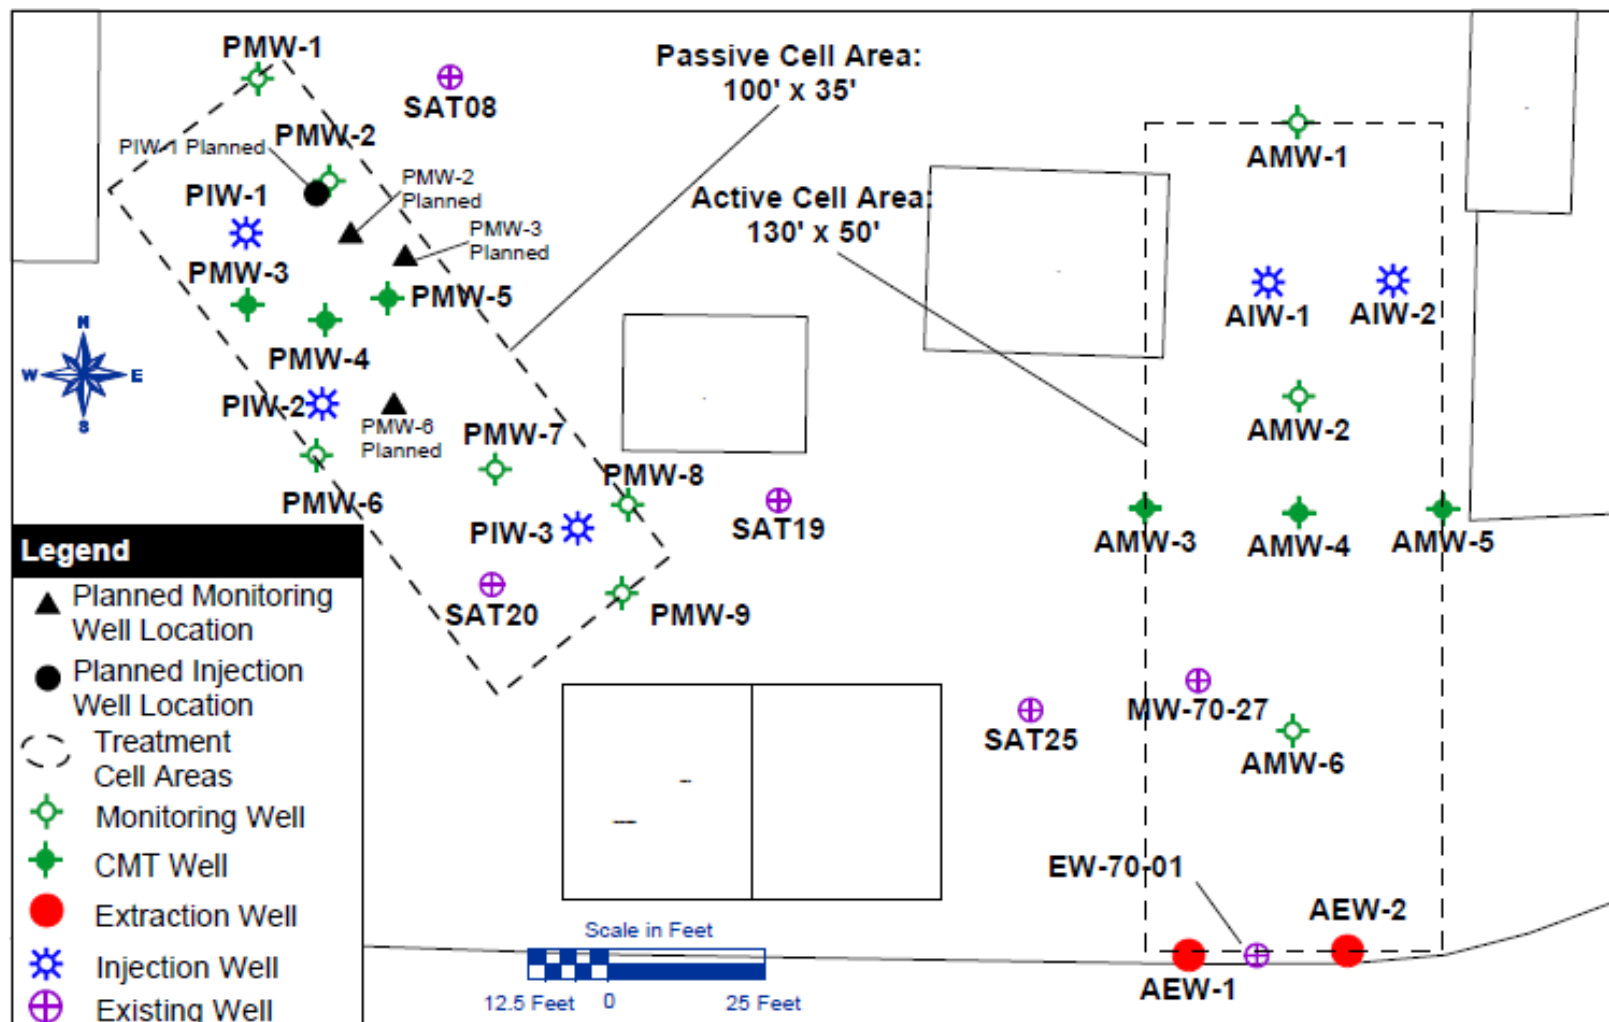 PMW-1
SAT08
Passive Cell Area:
100' x 35'
PMW-2
PIW-1 Planned
PMW-2
Planned
PIW-1
PMW-3
Planned
PMW-3
PMW-5
PMW-4
N
W
E
S
PIW-2
PMW-6
Planned
PMW-7
PMW-6
PMW-8
PIW-3
SAT19
SAT20
PMW-9
Active Cell Area:
130' x 50'
AMW-1
AIW-1
AIW-2
AMW-2
AMW-3
AMW-4
AMW-5
MW-70-27
SAT25
AMW-6
EW-70-01
AEW-2
AEW-1
Legend
Planned Monitoring
Well Location
Planned Injection
Well Location
Treatment
Cell Areas
Monitoring Well
CMT Well
Extraction Well
Injection Well
Existing Well
Scale in Feet
12.5 Feet
0
25 Feet